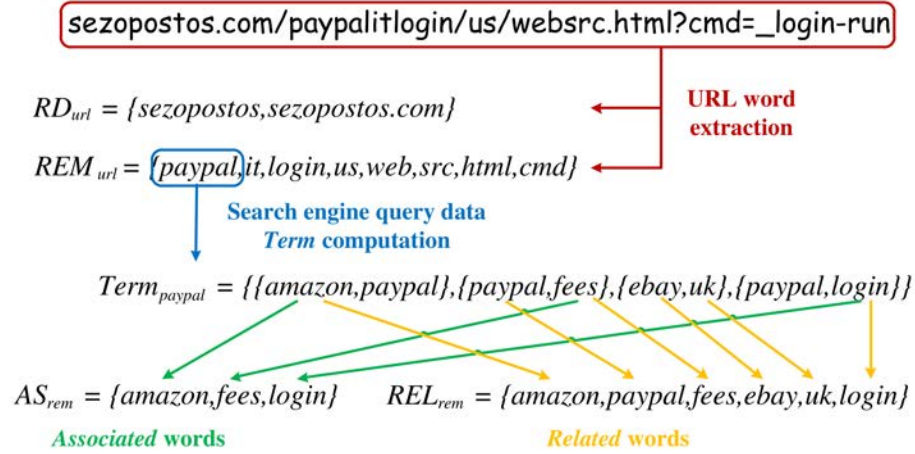 sezopostos.com/paypalitlogin/us/websrc.html?cmd=_login-run
RD_url = {sezopostos,sezopostos.com}
URL word
extraction
REM_url = {paypal,it,login,us,web,src,html,cmd}
Search engine query data
Term computation
Term_paypal = {{amazon,paypal},{paypal,fees},{ebay,uk},{paypal,login}}
AS_rem = {amazon,fees,login}
REL_rem = {amazon,paypal,fees,ebay,uk,login}
Associated words
Related words